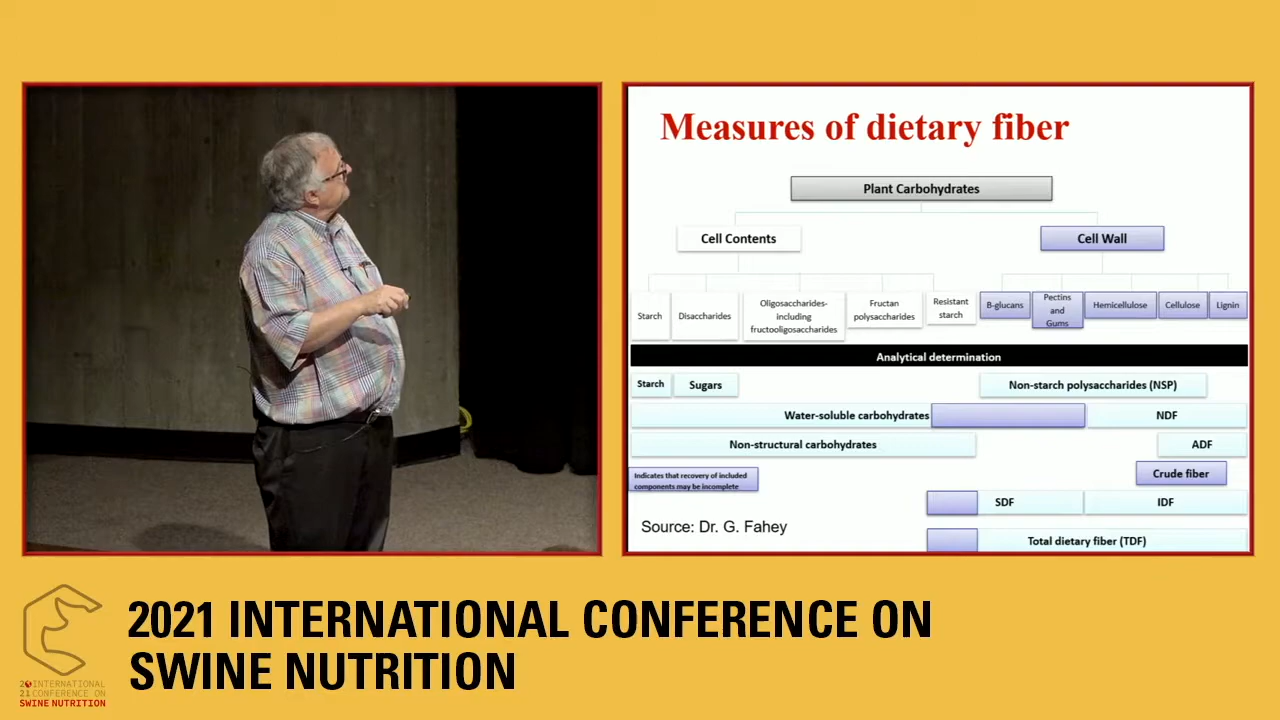 Measures of dietary fiber
Plant Carbohydrates
Cell Contents
Cell Wall
Starch
Disaccharides
Oligosaccharides-
including
fructooligosaccharides
Fructan
polysaccharides
Resistant
starch
B-glucans
Pectins
and
Gums
Hemicellulose
Cellulose
Lignin
Analytical determination
Starch
Sugars
Non-starch polysaccharides (NSP)
Water-soluble carbohydrates
NDF
Non-structural carbohydrates
ADF
Indicates that recovery of included
components may be incomplete
Crude fiber
SDF
IDF
Source: Dr. G. Fahey
Total dietary fiber (TDF)
2021 INTERNATIONAL CONFERENCE ON
SWINE NUTRITION
20 INTERNATIONAL
21 CONFERENCE ON
SWINE NUTRITION